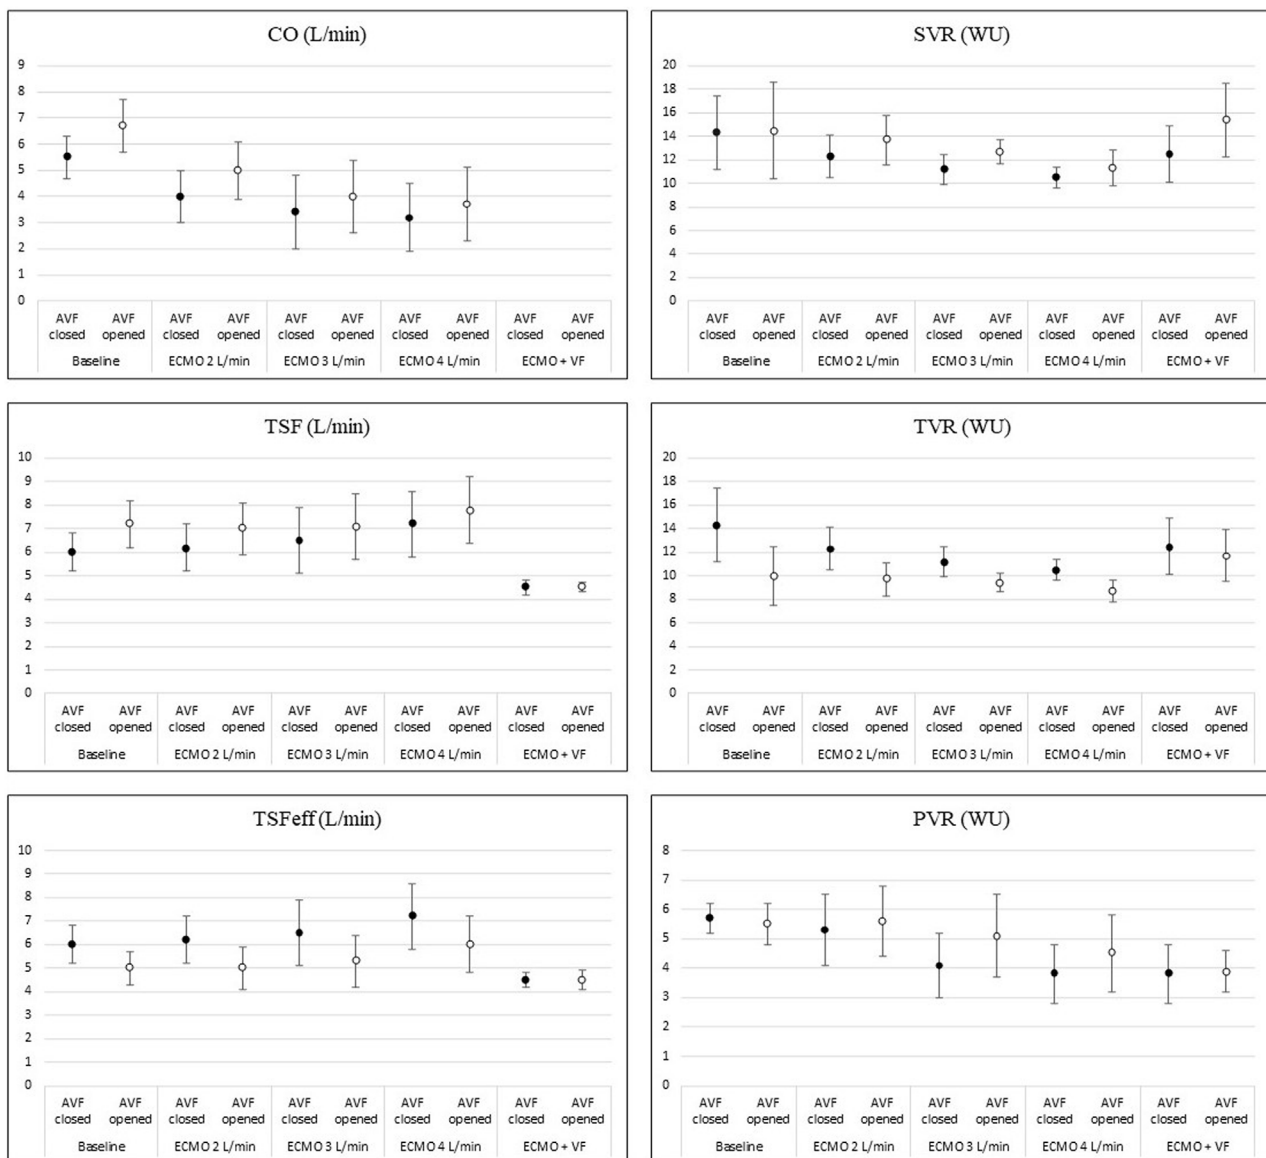 CO (L/min)
9
8
7
6
5
4
3
2
1
0
AVF AVF AVF AVF AVF AVF AVF AVF AVF AVF
closed opened closed opened closed opened closed opened closed opened
Baseline ECMO 2 L/min ECMO 3 L/min ECMO 4 L/min ECMO + VF
SVR (WU)
20
18
16
14
12
10
8
6
4
2
0
AVF AVF AVF AVF AVF AVF AVF AVF AVF AVF
closed opened closed opened closed opened closed opened closed opened
Baseline ECMO 2 L/min ECMO 3 L/min ECMO 4 L/min ECMO + VF
TSF (L/min)
10
9
8
7
6
5
4
3
2
1
0
AVF AVF AVF AVF AVF AVF AVF AVF AVF AVF
closed opened closed opened closed opened closed opened closed opened
Baseline ECMO 2 L/min ECMO 3 L/min ECMO 4 L/min ECMO + VF
TVR (WU)
20
18
16
14
12
10
8
6
4
2
0
AVF AVF AVF AVF AVF AVF AVF AVF AVF AVF
closed opened closed opened closed opened closed opened closed opened
Baseline ECMO 2 L/min ECMO 3 L/min ECMO 4 L/min ECMO + VF
TSFeff (L/min)
10
9
8
7
6
5
4
3
2
1
0
AVF AVF AVF AVF AVF AVF AVF AVF AVF AVF
closed opened closed opened closed opened closed opened closed opened
Baseline ECMO 2 L/min ECMO 3 L/min ECMO 4 L/min ECMO + VF
PVR (WU)
8
7
6
5
4
3
2
1
0
AVF AVF AVF AVF AVF AVF AVF AVF AVF AVF
closed opened closed opened closed opened closed opened closed opened
Baseline ECMO 2 L/min ECMO 3 L/min ECMO 4 L/min ECMO + VF